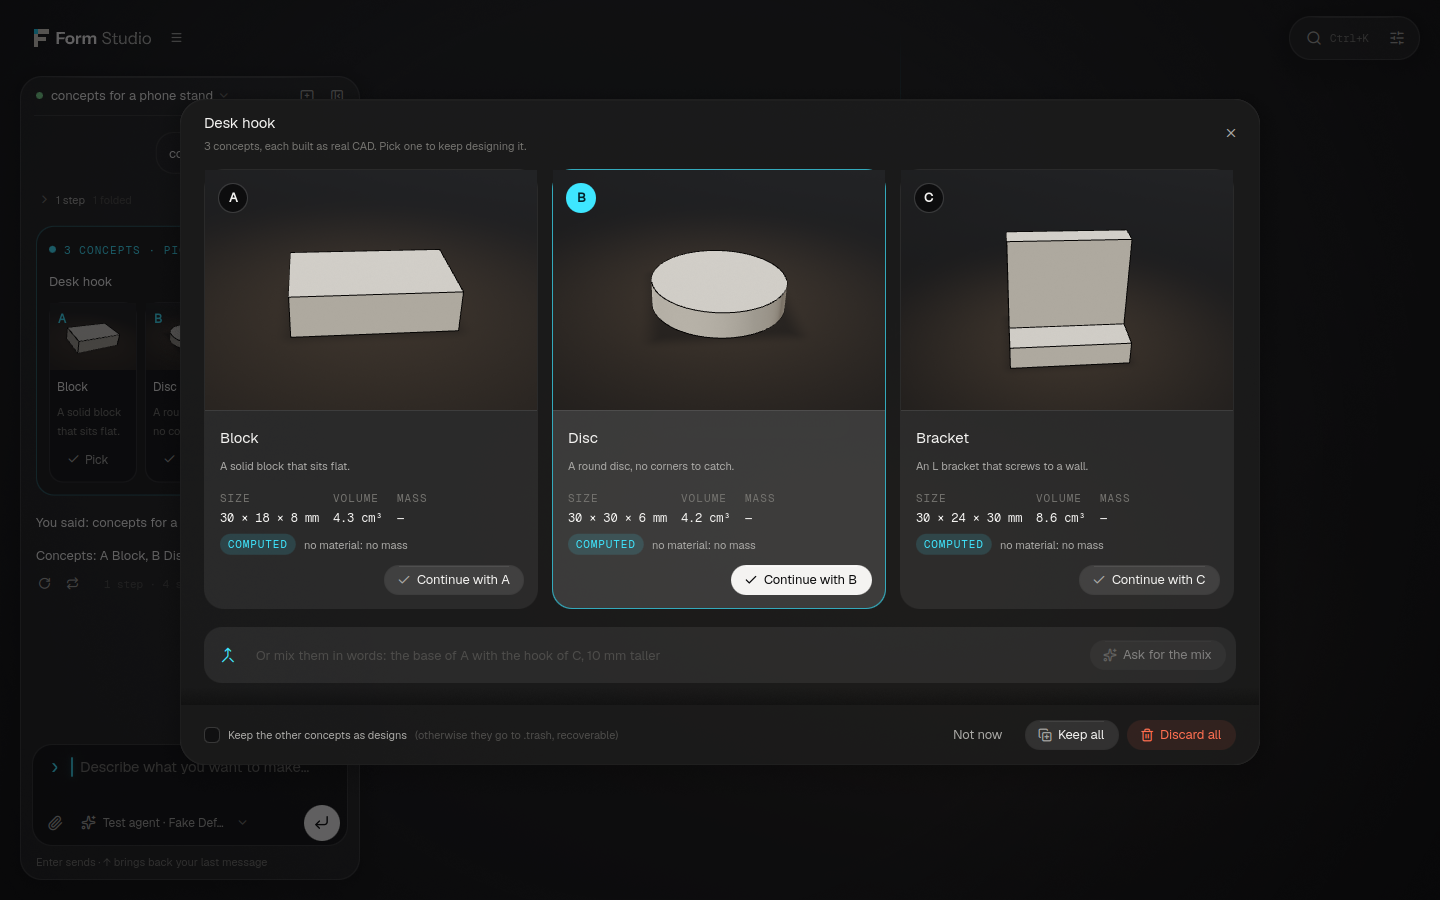 Form Studio
Ctrl+K
concepts for a phone stand
co
1 step 1 folded
3 CONCEPTS · PI
Desk hook
A
B
Block
Disc
A solid block
that sits flat.
A rou
no co
Pick
You said: concepts for a
Concepts: A Block, B Dis
1 step · 4 s
Describe what you want to make...
Test agent · Fake Def...
Enter sends · ↑ brings back your last message
Desk hook
3 concepts, each built as real CAD. Pick one to keep designing it.
A
Block
A solid block that sits flat.
SIZE VOLUME MASS
30 × 18 × 8 mm 4.3 cm³ –
COMPUTED no material: no mass
Continue with A
B
Disc
A round disc, no corners to catch.
SIZE VOLUME MASS
30 × 30 × 6 mm 4.2 cm³ –
COMPUTED no material: no mass
Continue with B
C
Bracket
An L bracket that screws to a wall.
SIZE VOLUME MASS
30 × 24 × 30 mm 8.6 cm³ –
COMPUTED no material: no mass
Continue with C
Or mix them in words: the base of A with the hook of C, 10 mm taller
Ask for the mix
Keep the other concepts as designs (otherwise they go to .trash, recoverable)
Not now
Keep all
Discard all